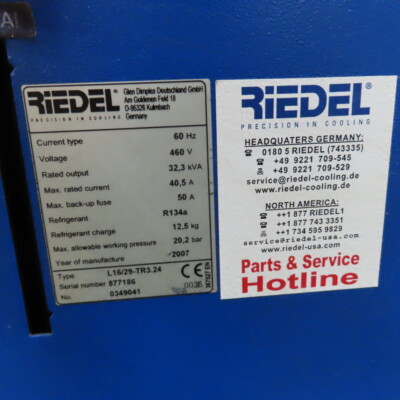 A
RIEDEL
PRECISION IN COOLING
Glen Dimplex Deutschland GmbH
Am Goldenen Feld 18
D-95326 Kulmbach
Germany
Current type 60 Hz
Voltage 460 V
Rated output 32,3 kVA
Max. rated current 40,5 A
Max. back-up fuse 50 A
Refrigerant R134a
Refrigerant charge 12,5 kg
Max. allowable working pressure 20,2 bar
Year of manufacture 2007
Type L16/29-TR3.24
Serial number 877186
No. 0349041
CE
0036
RIEDEL
PRECISION IN COOLING
HEADQUATERS GERMANY:
☎ 0180 5 RIEDEL (743335)
☎ +49 9221 709-545
+49 9221 709-529
service@riedel-cooling.de
www.riedel-cooling.de
NORTH AMERICA:
☎ ++1 877 RIEDEL1
☎ ++1 877 743 3351
++1 734 595 9829
service@riedel-usa.com
www.riedel-usa.com
Parts & Service
Hotline